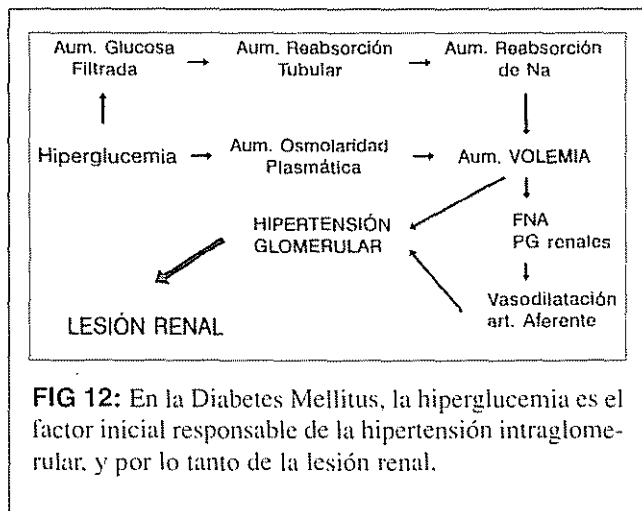 Aum. Glucosa Filtrada → Aum. Reabsorción Tubular → Aum. Reabsorción de Na
Hiperglucemia → Aum. Osmolaridad Plasmática → Aum. VOLEMIA
HIPERTENSIÓN GLOMERULAR
FNA
PG renales
Vasodilatación
art. Aferente
LESIÓN RENAL
FIG 12: En la Diabetes Mellitus, la hiperglucemia es el
factor inicial responsable de la hipertensión intraglome-
rular, y por lo tanto de la lesión renal.